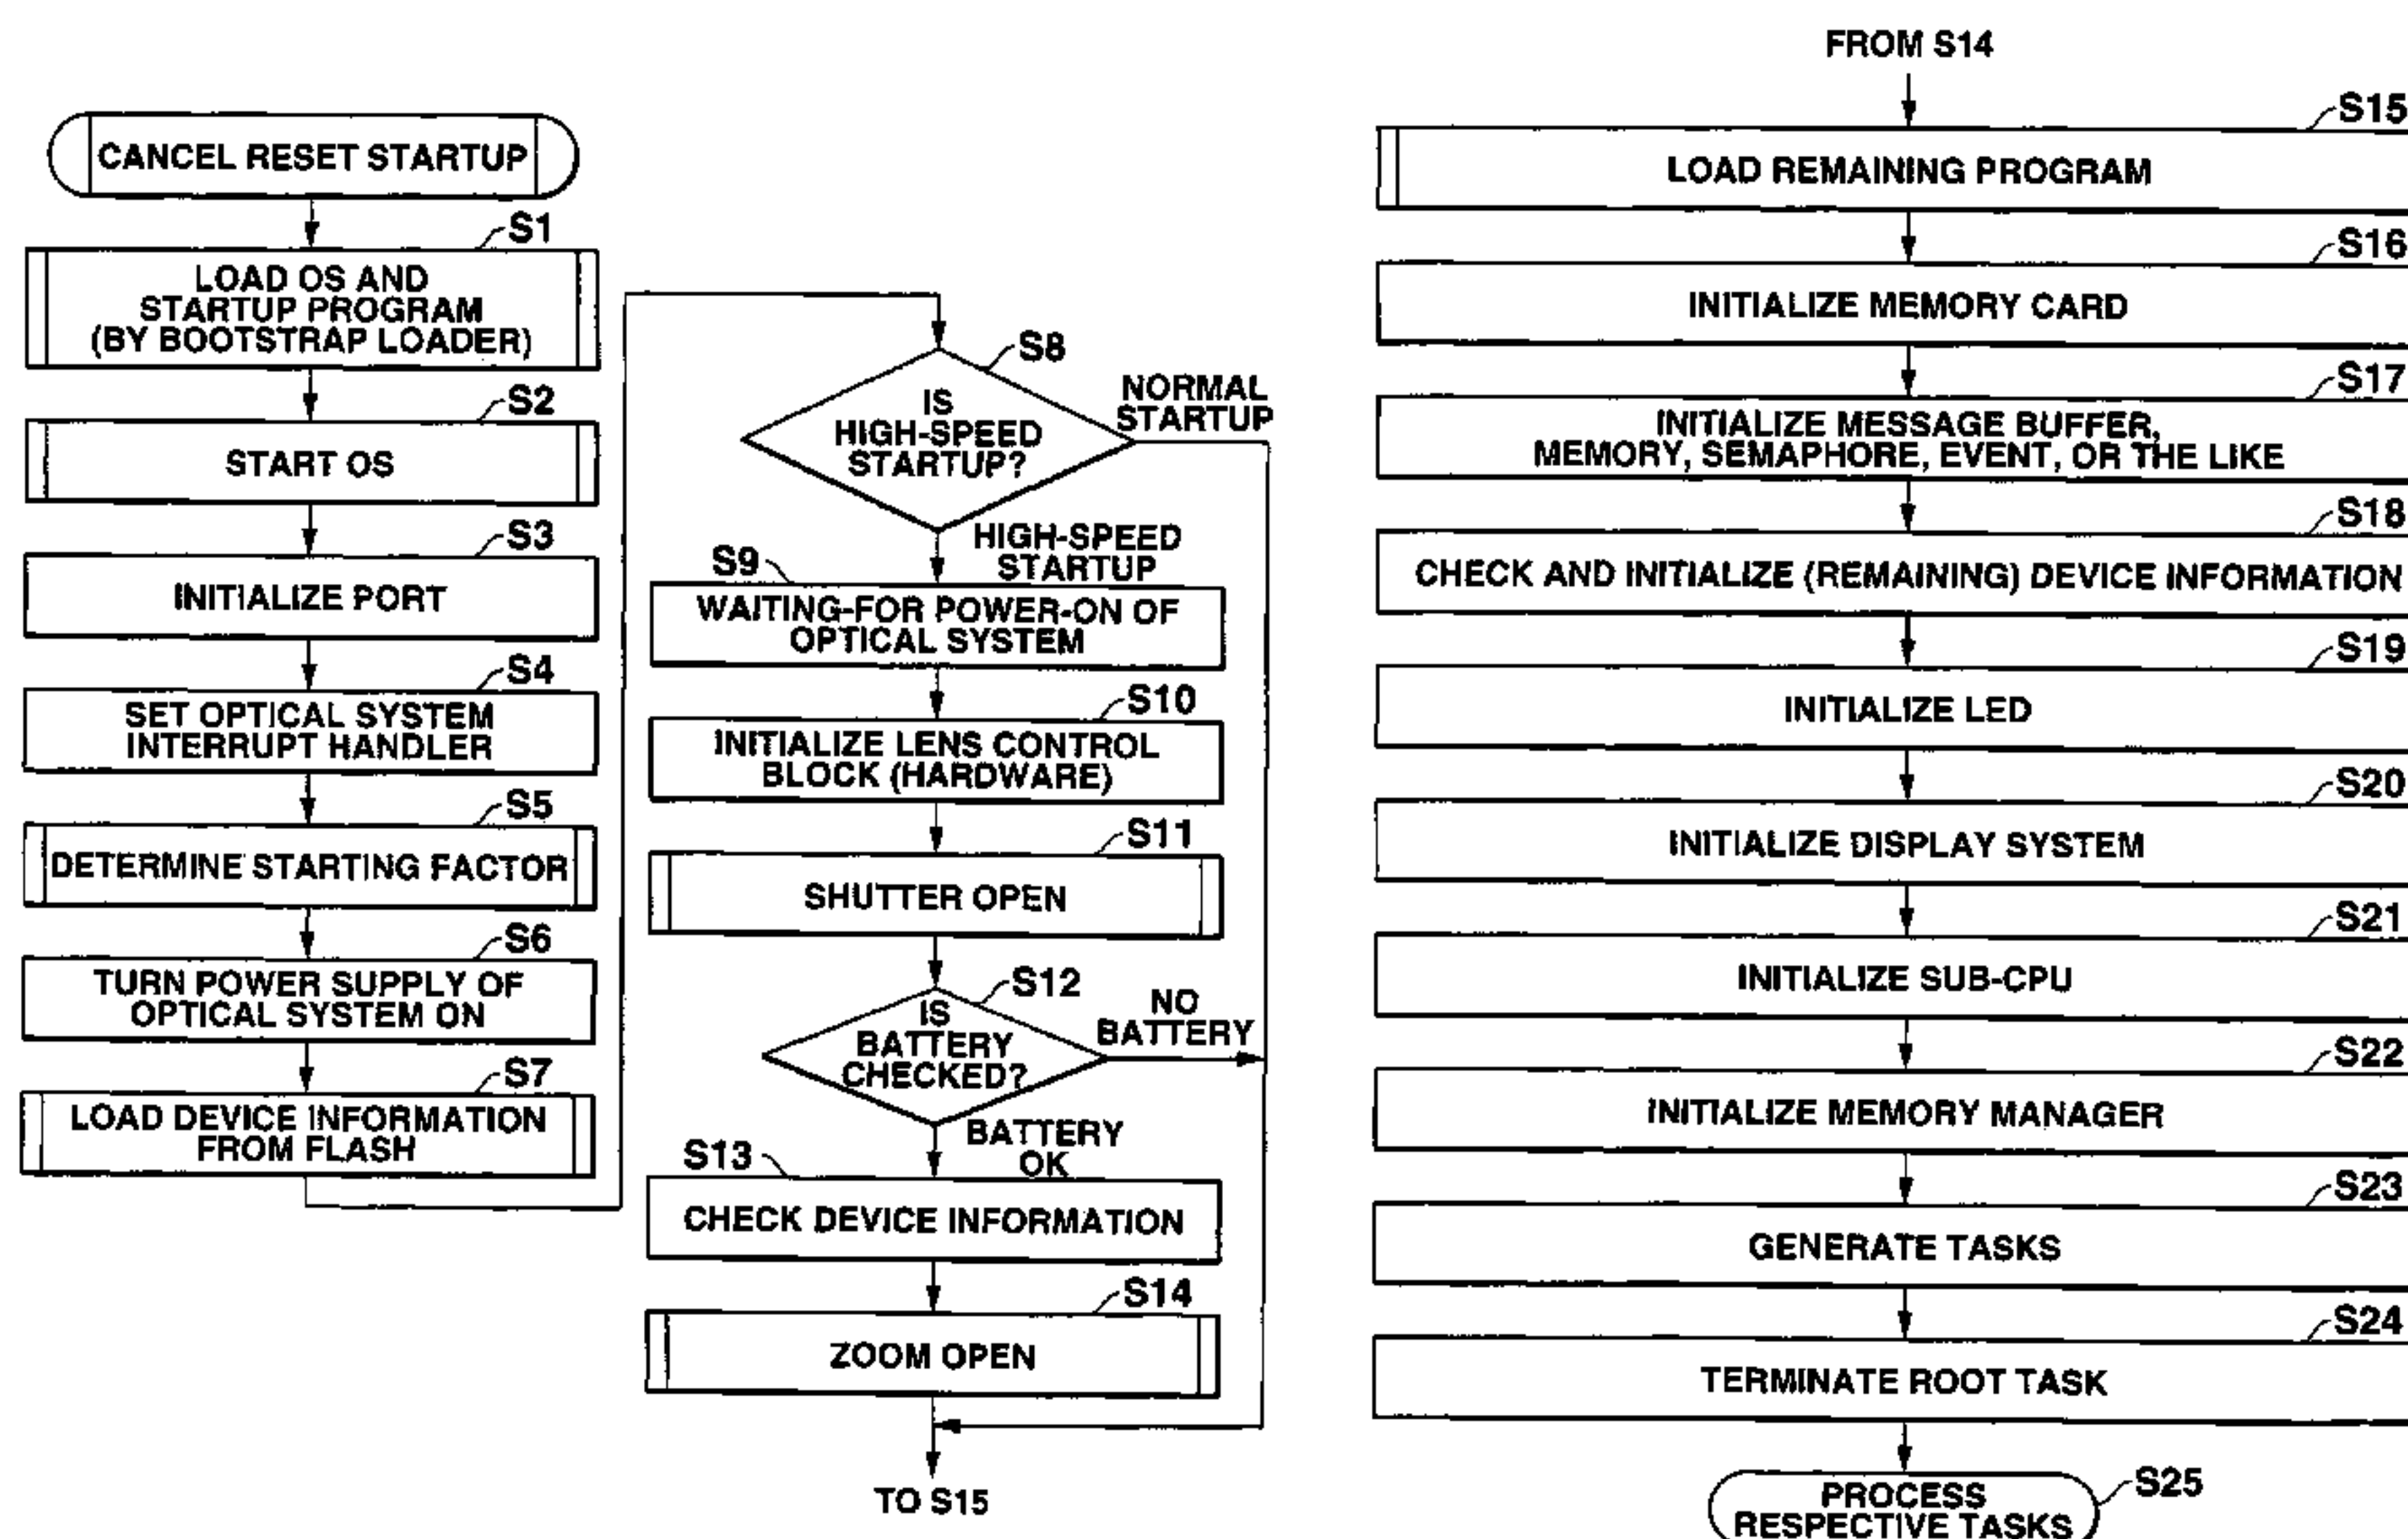 CANCEL RESET STARTUP
S1
LOAD OS AND
STARTUP PROGRAM
(BY BOOTSTRAP LOADER)
S2
START OS
S3
INITIALIZE PORT
S4
SET OPTICAL SYSTEM
INTERRUPT HANDLER
S5
DETERMINE STARTING FACTOR
S6
TURN POWER SUPPLY OF
OPTICAL SYSTEM ON
S7
LOAD DEVICE INFORMATION
FROM FLASH
S8
IS
HIGH-SPEED
STARTUP?
NORMAL
STARTUP
HIGH-SPEED
STARTUP
S9
WAITING-FOR POWER-ON OF
OPTICAL SYSTEM
S10
INITIALIZE LENS CONTROL
BLOCK (HARDWARE)
S11
SHUTTER OPEN
S12
IS
BATTERY
CHECKED?
NO
BATTERY
BATTERY
OK
S13
CHECK DEVICE INFORMATION
S14
ZOOM OPEN
TO S15
FROM S14
S15
LOAD REMAINING PROGRAM
S16
INITIALIZE MEMORY CARD
S17
INITIALIZE MESSAGE BUFFER,
MEMORY, SEMAPHORE, EVENT, OR THE LIKE
S18
CHECK AND INITIALIZE (REMAINING) DEVICE INFORMATION
S19
INITIALIZE LED
S20
INITIALIZE DISPLAY SYSTEM
S21
INITIALIZE SUB-CPU
S22
INITIALIZE MEMORY MANAGER
S23
GENERATE TASKS
S24
TERMINATE ROOT TASK
S25
PROCESS
RESPECTIVE TASKS